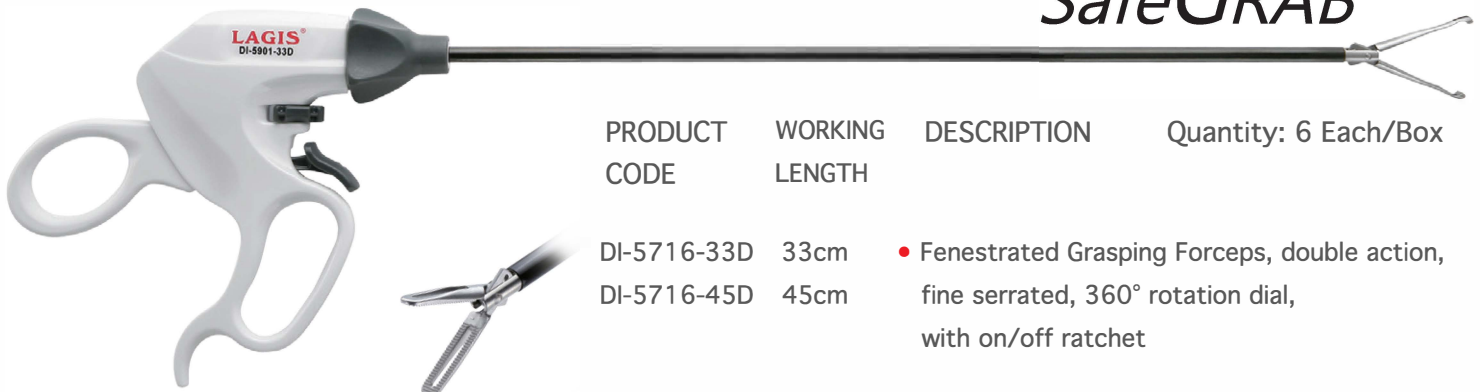 SafeGRAB
LAGIS®
DI-5901-33D
PRODUCT CODE WORKING LENGTH DESCRIPTION Quantity: 6 Each/Box
DI-5716-33D 33cm • Fenestrated Grasping Forceps, double action,
DI-5716-45D 45cm fine serrated, 360° rotation dial,
with on/off ratchet